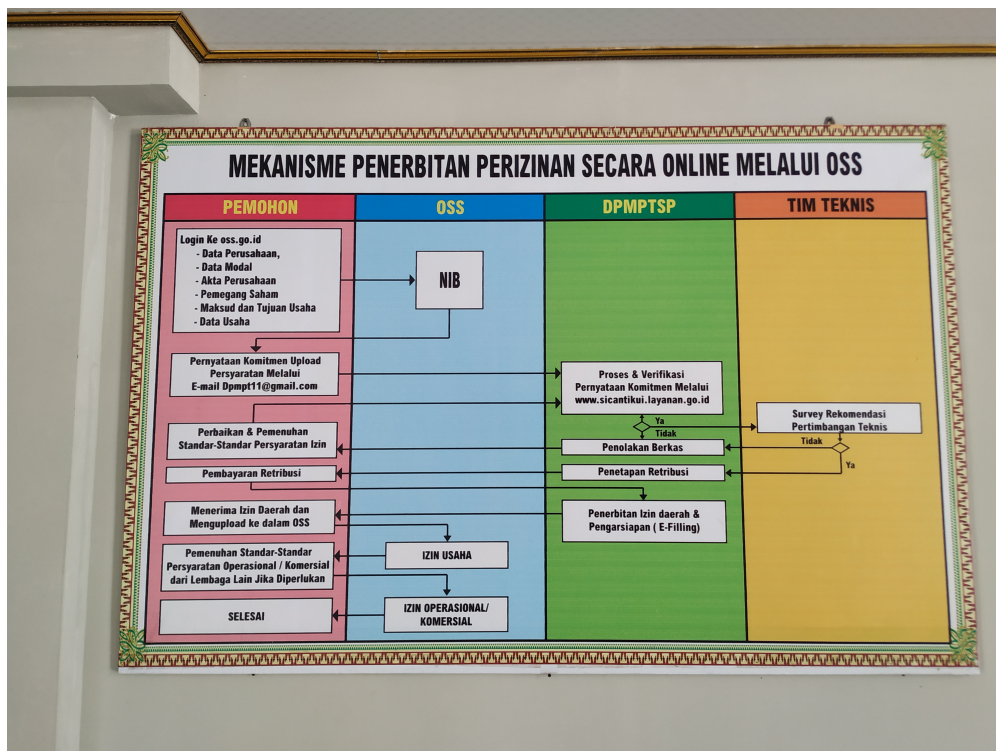 MEKANISME PENERBITAN PERIZINAN SECARA ONLINE MELALUI OSS
PEMOHON
OSS
DPMPTSP
TIM TEKNIS
Login Ke oss.go.id
- Data Perusahaan,
- Data Modal
- Akta Perusahaan
- Pemegang Saham
- Maksud dan Tujuan Usaha
- Data Usaha
NIB
Pernyataan Komitmen Upload
Persyaratan Melalui
E-mail Dpmpt11@gmail.com
Proses & Verifikasi
Pernyataan Komitmen Melalui
www.sicantikui.layanan.go.id
Ya
Tidak
Survey Rekomendasi
Pertimbangan Teknis
Tidak
Ya
Perbaikan & Pemenuhan
Standar-Standar Persyaratan Izin
Penolakan Berkas
Pembayaran Retribusi
Penetapan Retribusi
Menerima Izin Daerah dan
Mengupload ke dalam OSS
Penerbitan Izin daerah &
Pengarsiapan ( E-Filling)
IZIN USAHA
Pemenuhan Standar-Standar
Persyaratan Operasional / Komersial
dari Lembaga Lain Jika Diperlukan
IZIN OPERASIONAL/
KOMERSIAL
SELESAI